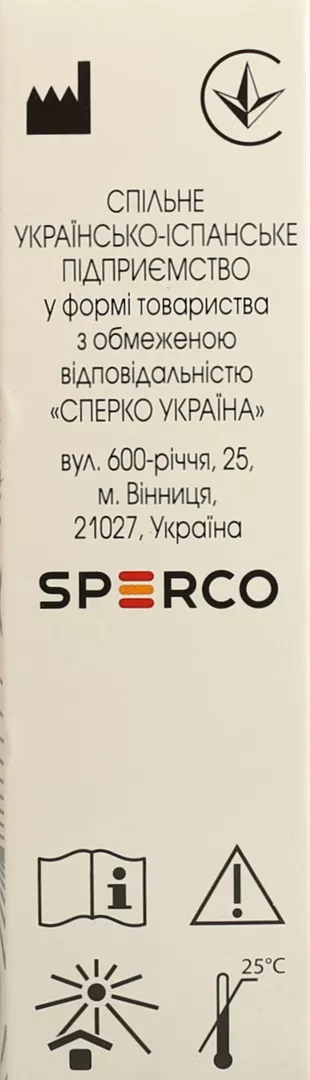 СПІЛЬНЕ
УКРАЇНСЬКО-ІСПАНСЬКЕ
ПІДПРИЄМСТВО
у формі товариства
з обмеженою
відповідальністю
«СПЕРКО УКРАЇНА»
вул. 600-річчя, 25,
м. Вінниця,
21027, Україна
SPERCO
i
!
25°C